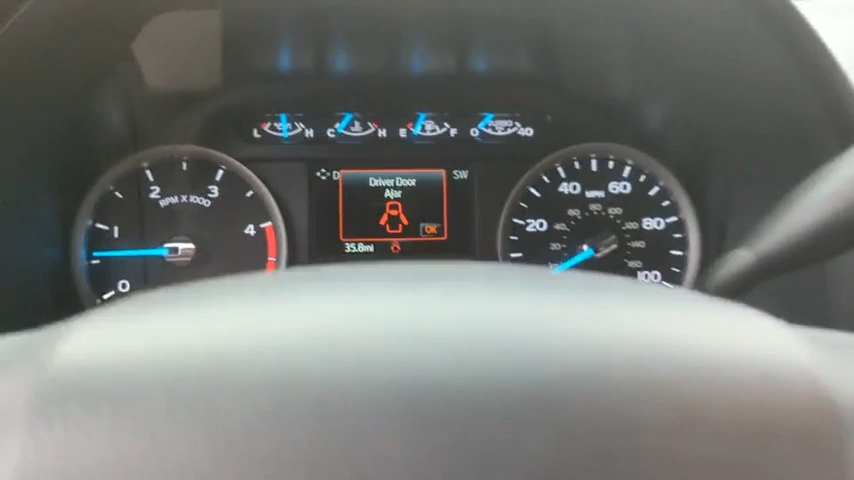 L H C H E F O TURBO 40
D Driver Door SW
Ajar
OK
35.8mi
0 1 2 3 4
RPM X 1000
20 40 60 80 100
MPH